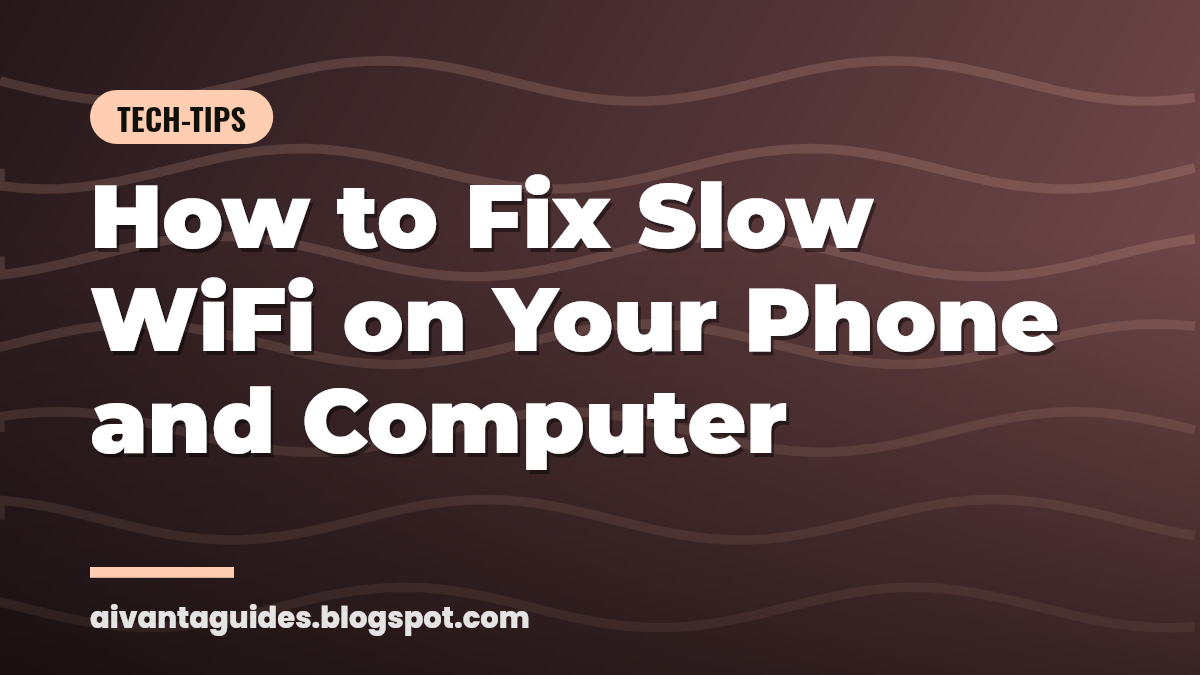 TECH-TIPS
How to Fix Slow
WiFi on Your Phone
and Computer
aivantaguides.blogspot.com